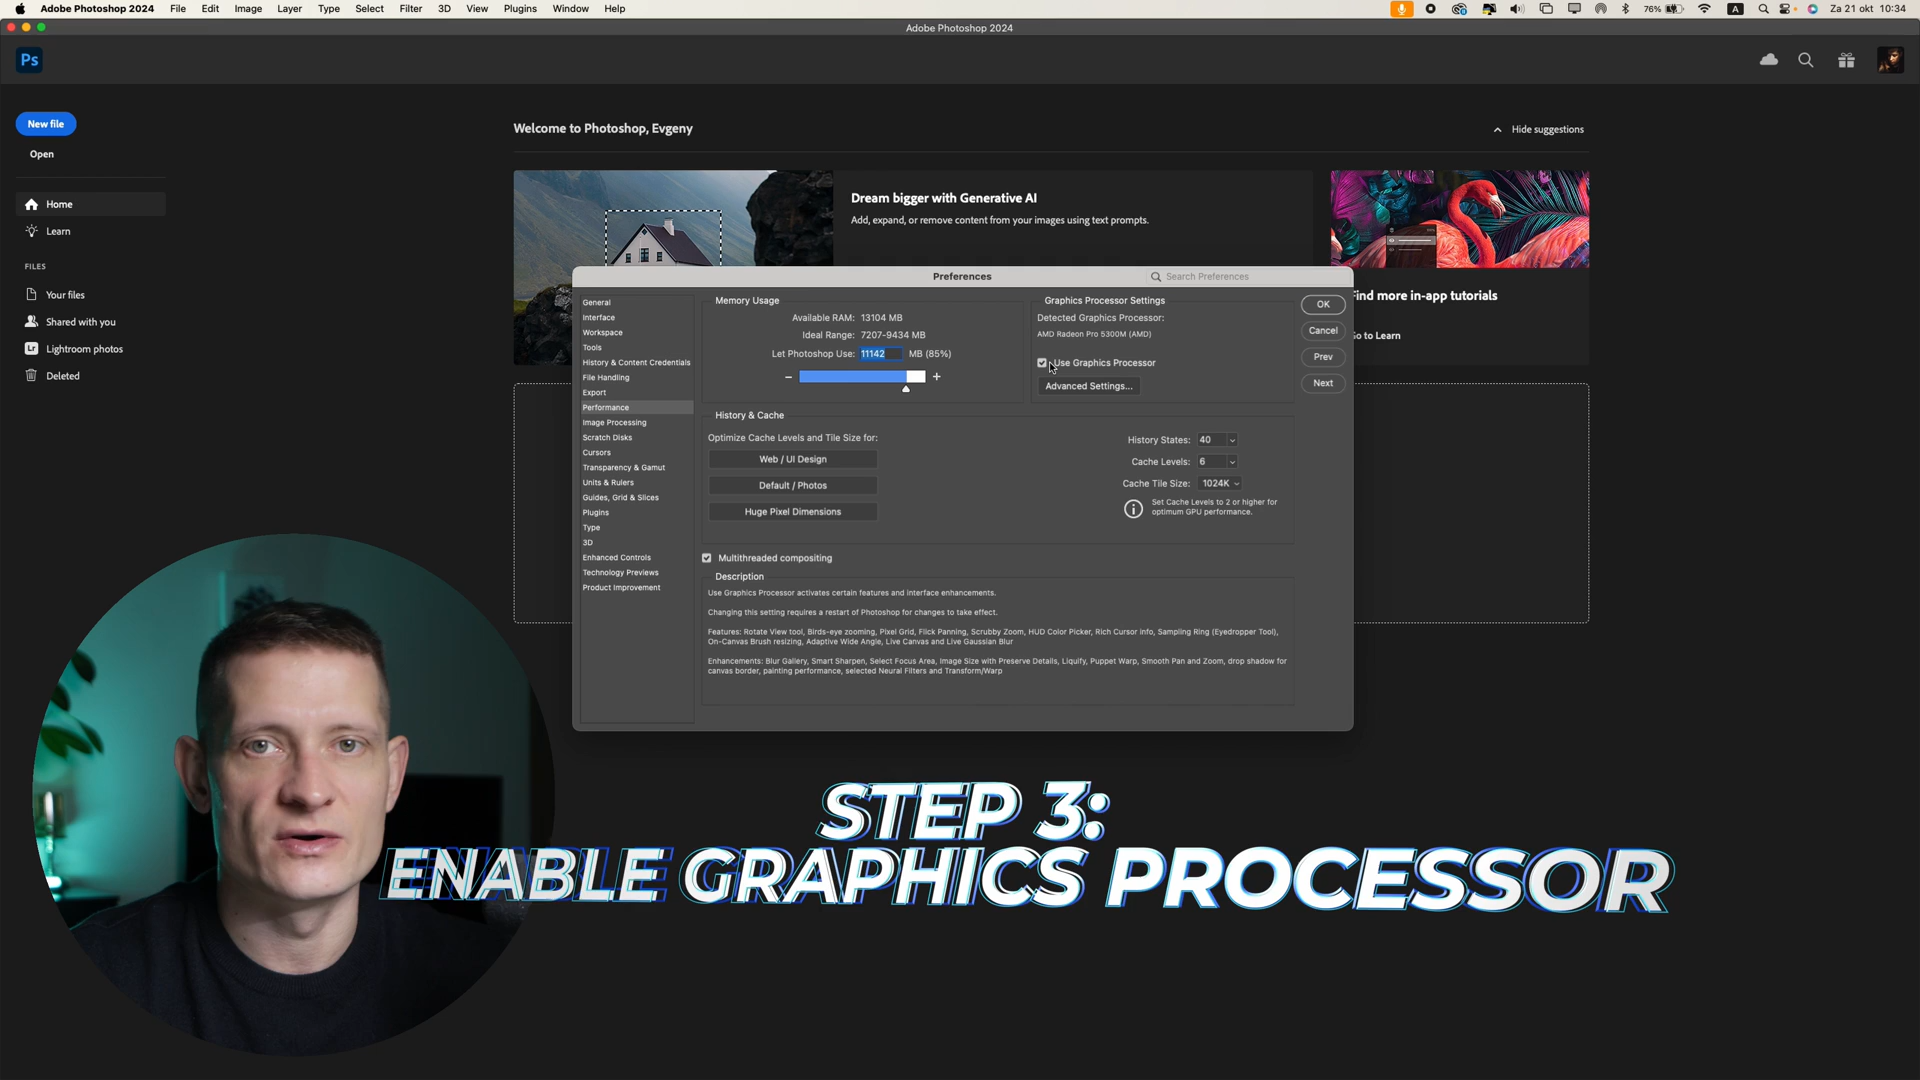 Adobe Photoshop 2024 File Edit Image Layer Type Select Filter 3D View Plugins Window Help
76% A Za 21 okt 10:34
Adobe Photoshop 2024
Ps
New file
Open
Home
Learn
FILES
Your files
Shared with you
Lr Lightroom photos
Deleted
Welcome to Photoshop, Evgeny
Hide suggestions
Dream bigger with Generative AI
Add, expand, or remove content from your images using text prompts.
Find more in-app tutorials
Go to Learn
Preferences
Search Preferences
General
Interface
Workspace
Tools
History & Content Credentials
File Handling
Export
Performance
Image Processing
Scratch Disks
Cursors
Transparency & Gamut
Units & Rulers
Guides, Grid & Slices
Plugins
Type
3D
Enhanced Controls
Technology Previews
Product Improvement
Memory Usage
Available RAM: 13104 MB
Ideal Range: 7207-9434 MB
Let Photoshop Use: 11142 MB (85%)
Graphics Processor Settings
Detected Graphics Processor:
AMD Radeon Pro 5300M (AMD)
Use Graphics Processor
Advanced Settings...
OK
Cancel
Prev
Next
History & Cache
Optimize Cache Levels and Tile Size for:
Web / UI Design
Default / Photos
Huge Pixel Dimensions
History States: 40
Cache Levels: 6
Cache Tile Size: 1024K
Set Cache Levels to 2 or higher for
optimum GPU performance.
Multithreaded compositing
Description
Use Graphics Processor activates certain features and interface enhancements.
Changing this setting requires a restart of Photoshop for changes to take effect.
Features: Rotate View tool, Birds-eye zooming, Pixel Grid, Flick Panning, Scrubby Zoom, HUD Color Picker, Rich Cursor info, Sampling Ring (Eyedropper Tool),
On-Canvas Brush resizing, Adaptive Wide Angle, Live Canvas and Live Gaussian Blur
Enhancements: Blur Gallery, Smart Sharpen, Select Focus Area, Image Size with Preserve Details, Liquify, Puppet Warp, Smooth Pan and Zoom, drop shadow for
canvas border, painting performance, selected Neural Filters and Transform/Warp
STEP 3:
ENABLE GRAPHICS PROCESSOR